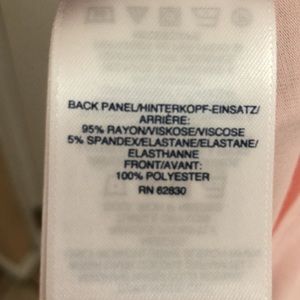 BACK PANEL/HINTERKOPF-EINSATZ/
ARRIÈRE:
95% RAYON/VISKOSE/VISCOSE
5% SPANDEX/ELASTANE/ELASTANE/
ELASTHANNE
FRONT/AVANT:
100% POLYESTER
RN 62830